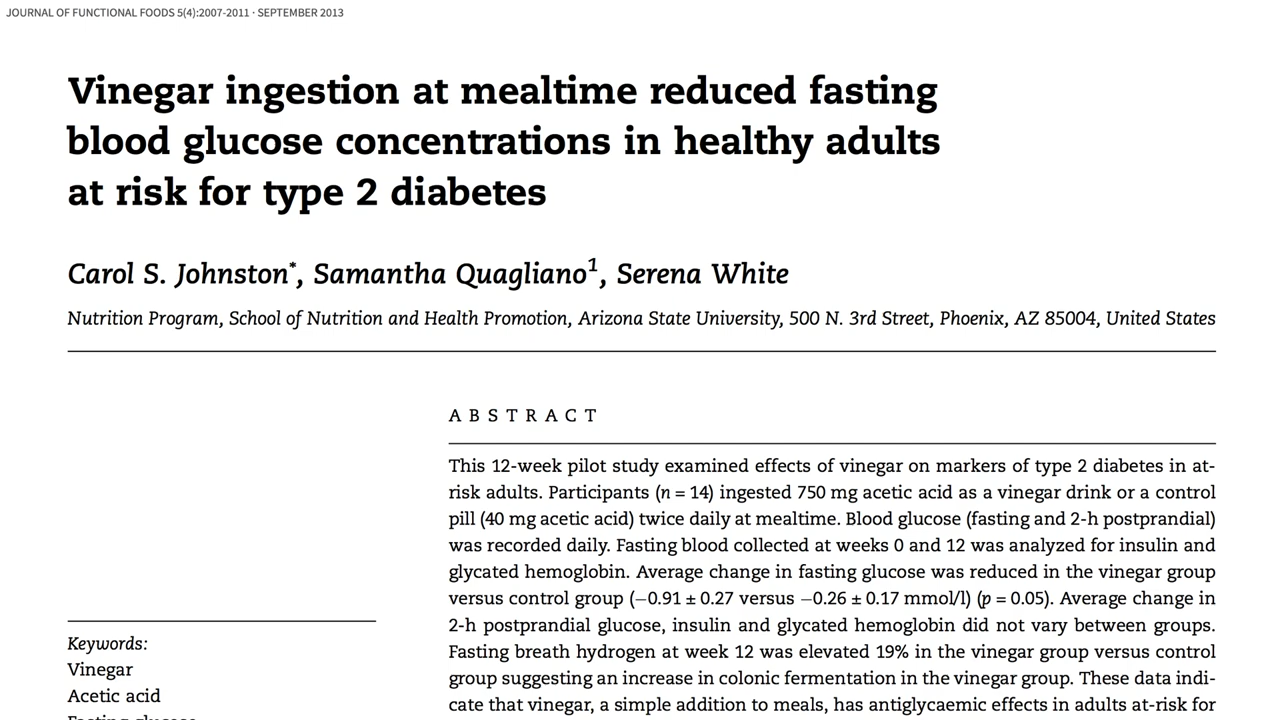 JOURNAL OF FUNCTIONAL FOODS 5(4):2007-2011 · SEPTEMBER 2013
Vinegar ingestion at mealtime reduced fasting
blood glucose concentrations in healthy adults
at risk for type 2 diabetes
Carol S. Johnston*, Samantha Quagliano1, Serena White
Nutrition Program, School of Nutrition and Health Promotion, Arizona State University, 500 N. 3rd Street, Phoenix, AZ 85004, United States
ABSTRACT
This 12-week pilot study examined effects of vinegar on markers of type 2 diabetes in at-
risk adults. Participants (n = 14) ingested 750 mg acetic acid as a vinegar drink or a control
pill (40 mg acetic acid) twice daily at mealtime. Blood glucose (fasting and 2-h postprandial)
was recorded daily. Fasting blood collected at weeks 0 and 12 was analyzed for insulin and
glycated hemoglobin. Average change in fasting glucose was reduced in the vinegar group
versus control group (−0.91 ± 0.27 versus −0.26 ± 0.17 mmol/l) (p = 0.05). Average change in
2-h postprandial glucose, insulin and glycated hemoglobin did not vary between groups.
Fasting breath hydrogen at week 12 was elevated 19% in the vinegar group versus control
group suggesting an increase in colonic fermentation in the vinegar group. These data indi-
cate that vinegar, a simple addition to meals, has antiglycaemic effects in adults at-risk for
Keywords:
Vinegar
Acetic acid
Fasting glucose